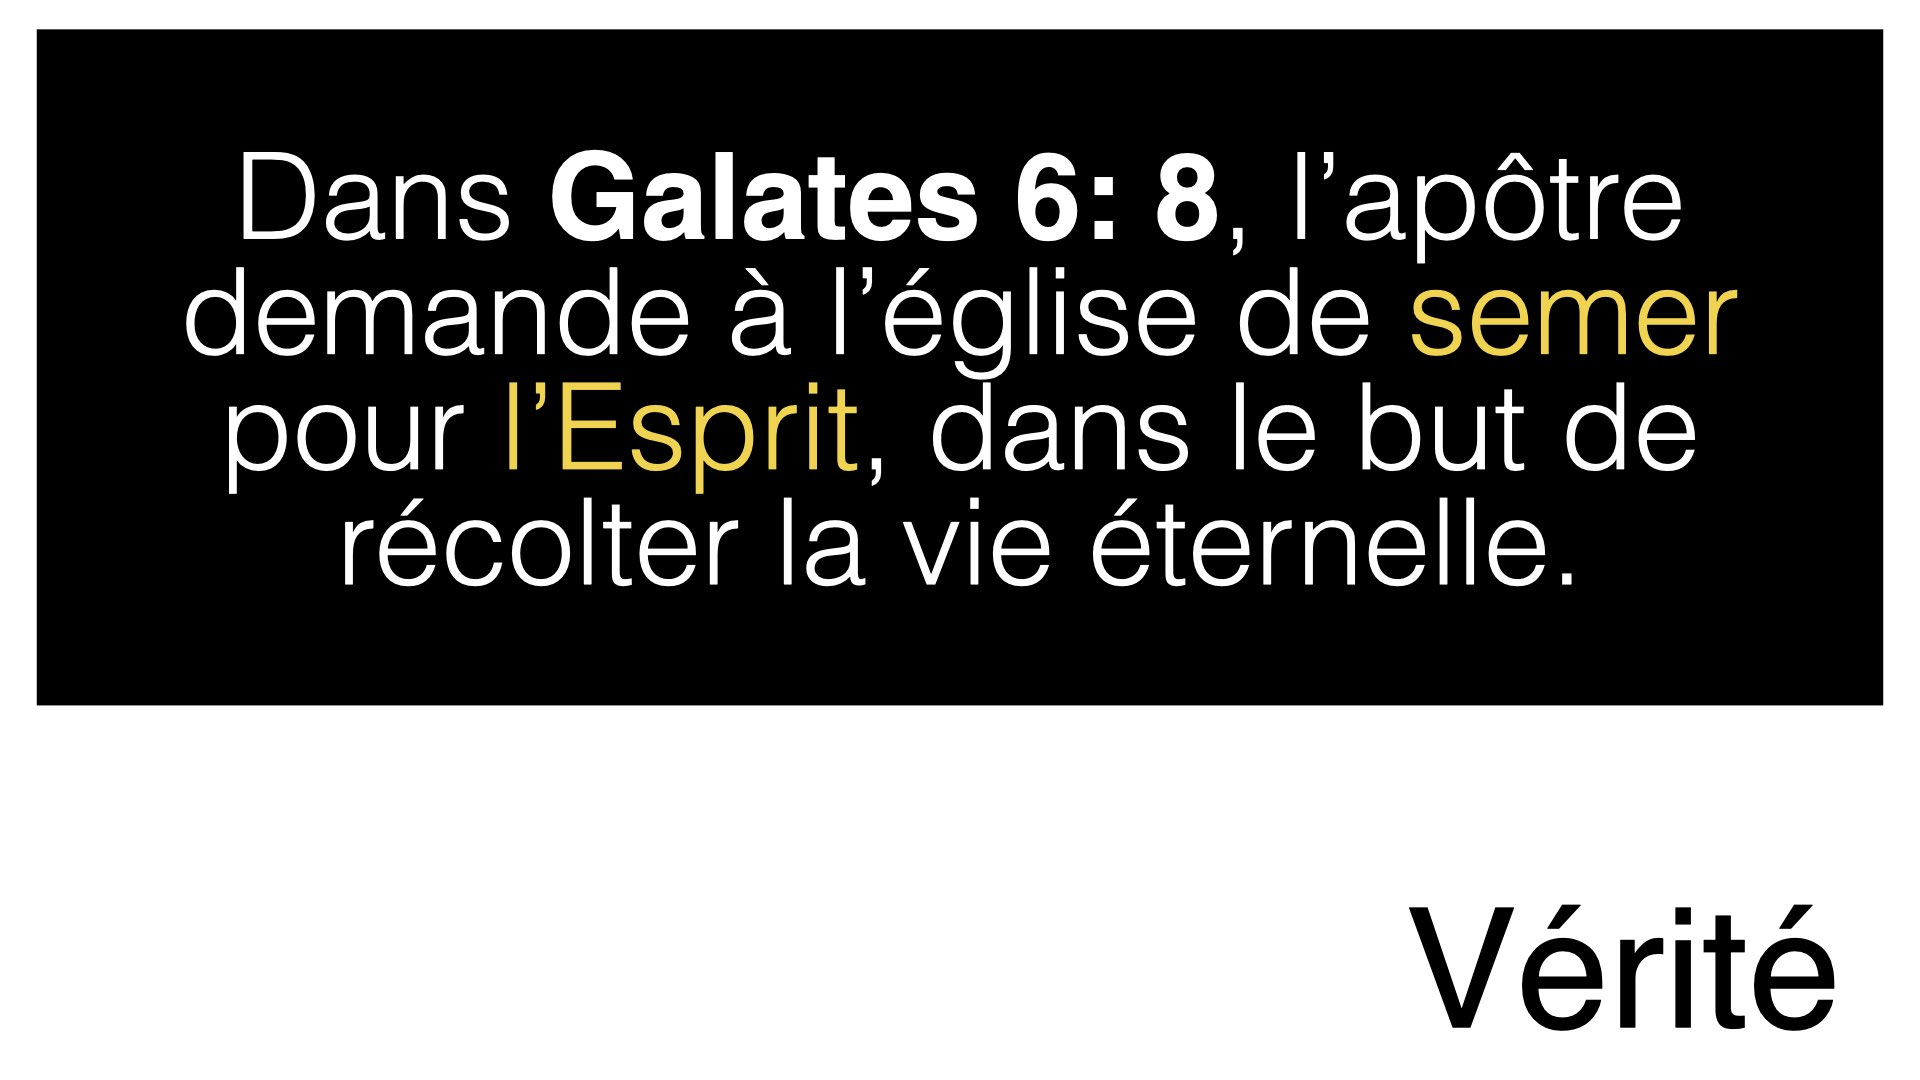 Dans Galates 6: 8, l’apôtre
demande à l’église de semer
pour l’Esprit, dans le but de
récolter la vie éternelle.
Vérité